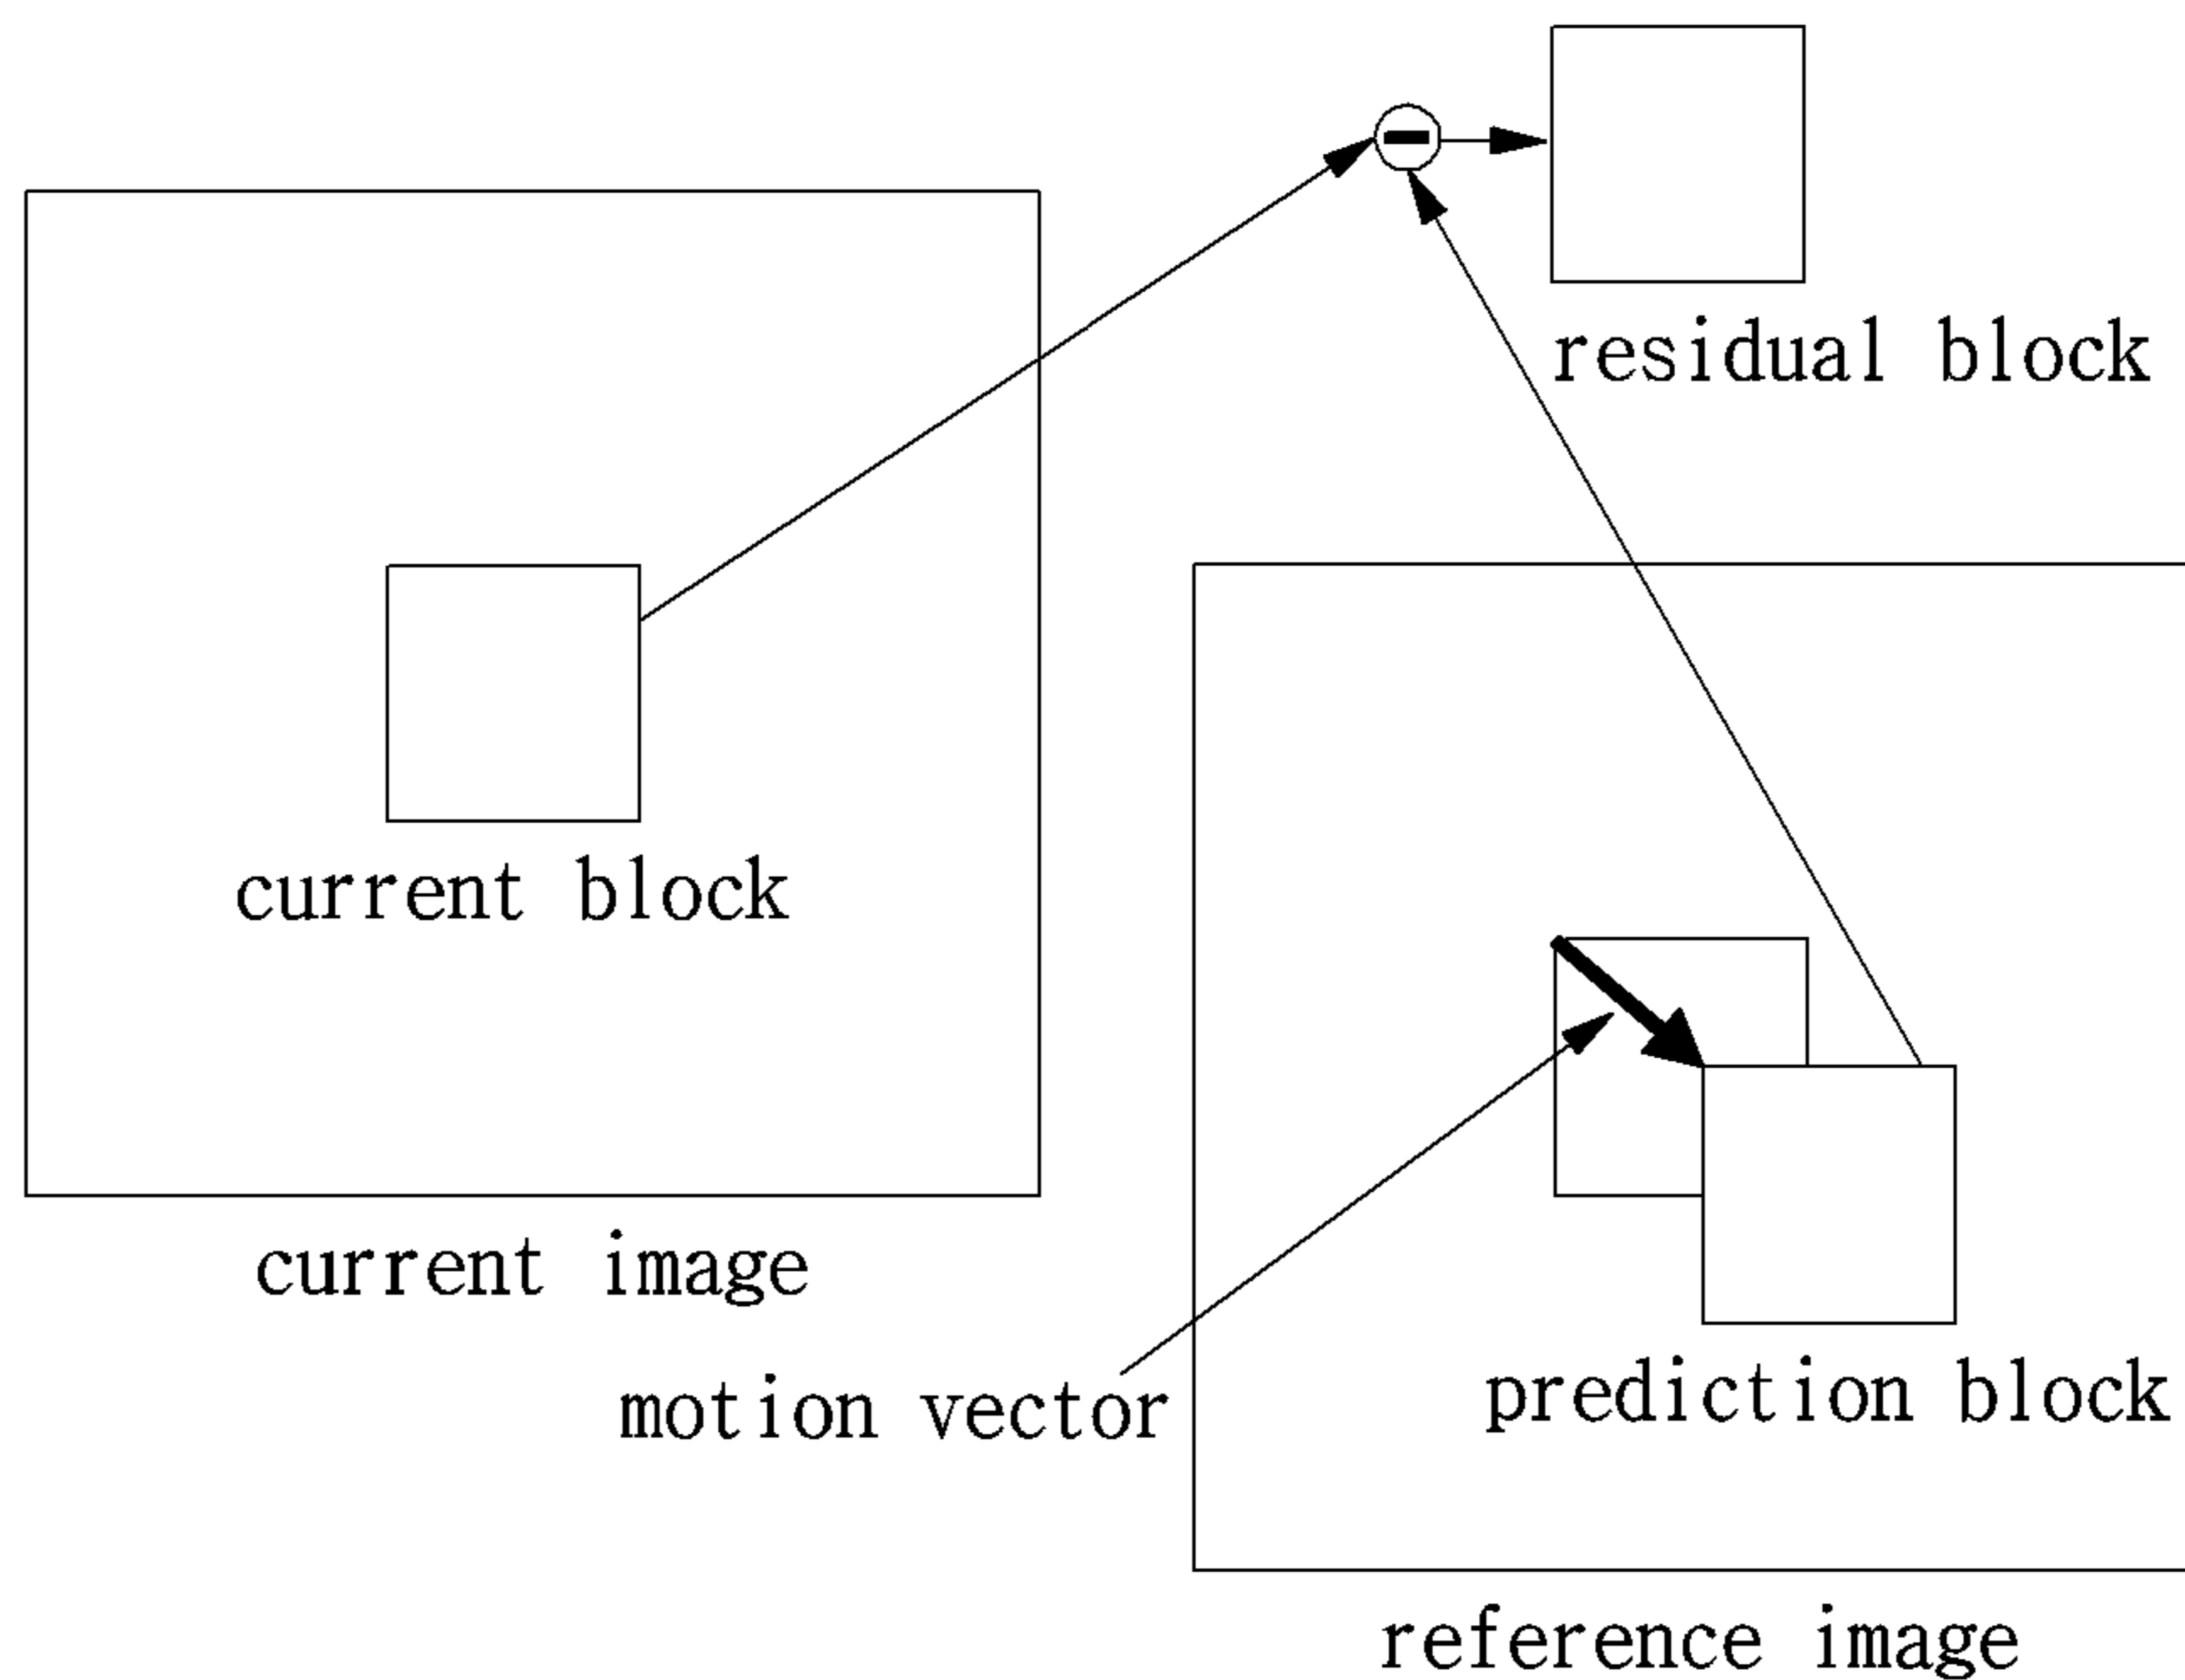 residual block
current block
current image
motion vector
prediction block
reference image